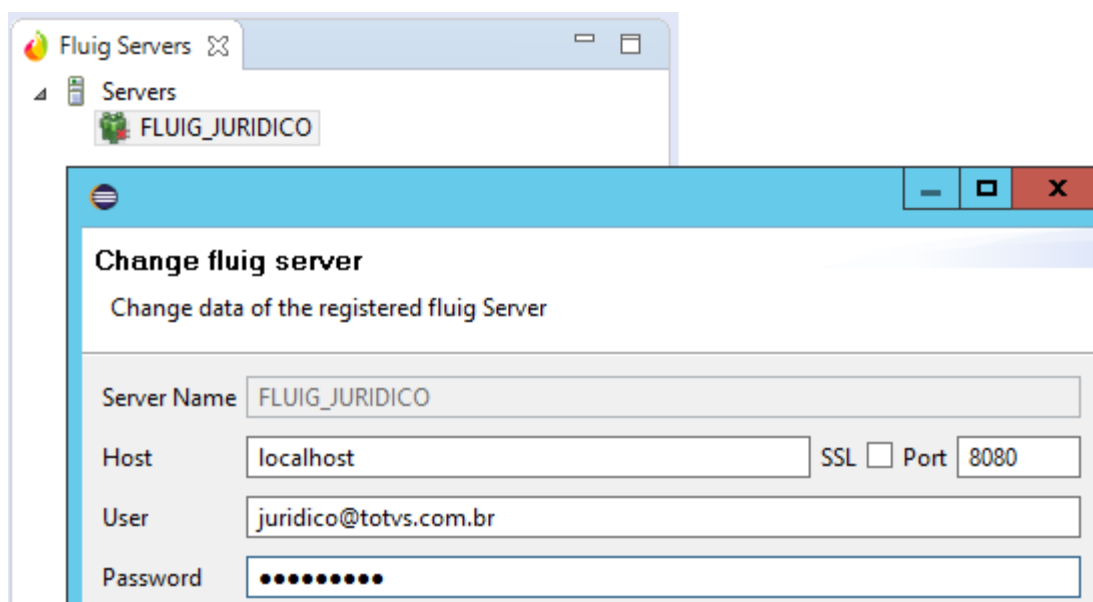 Fluig Servers
Servers
FLUIG_JURIDICO
Change fluig server
Change data of the registered fluig Server
Server Name FLUIG_JURIDICO
Host localhost SSL Port 8080
User juridico@totvs.com.br
Password ●●●●●●●●●